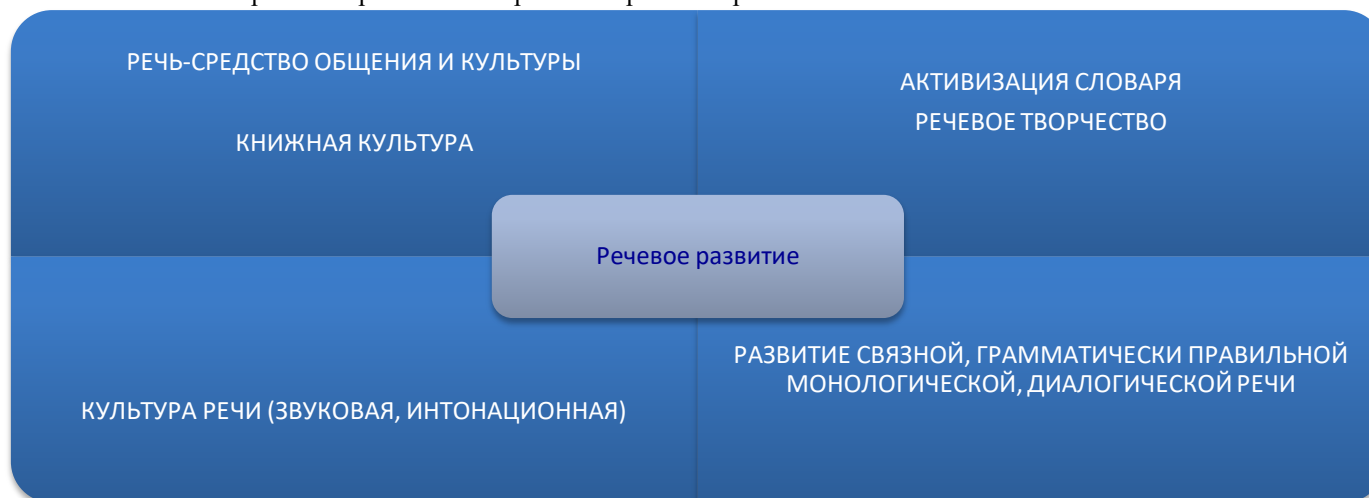 РЕЧЬ-СРЕДСТВО ОБЩЕНИЯ И КУЛЬТУРЫ
КНИЖНАЯ КУЛЬТУРА
АКТИВИЗАЦИЯ СЛОВАРЯ
РЕЧЕВОЕ ТВОРЧЕСТВО
Речевое развитие
КУЛЬТУРА РЕЧИ (ЗВУКОВАЯ, ИНТОНАЦИОННАЯ)
РАЗВИТИЕ СВЯЗНОЙ, ГРАММАТИЧЕСКИ ПРАВИЛЬНОЙ
МОНОЛОГИЧЕСКОЙ, ДИАЛОГИЧЕСКОЙ РЕЧИ